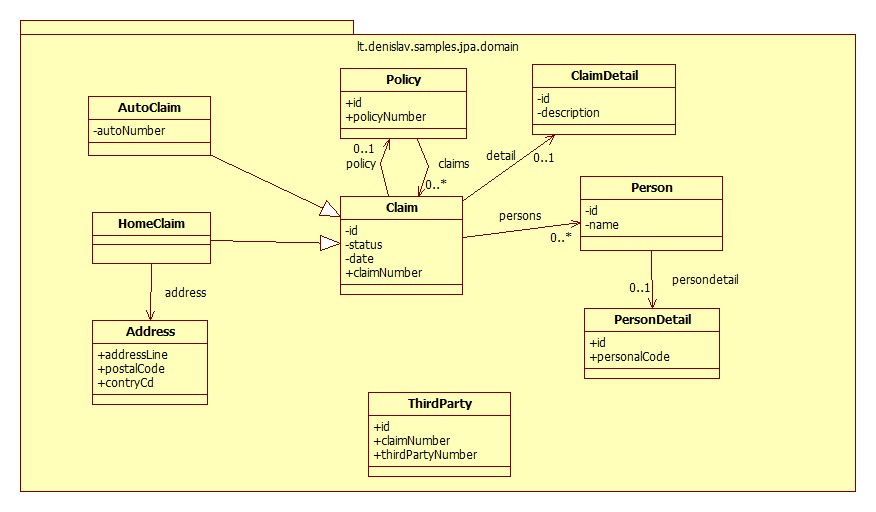 lt.denislav.samples.jpa.domain
AutoClaim
-autoNumber
Policy
+id
+policyNumber
ClaimDetail
-id
-description
0..1
policy
claims
0..*
detail
0..1
HomeClaim
Claim
-id
-status
-date
+claimNumber
persons
0..*
Person
-id
-name
address
0..1
persondetail
Address
+addressLine
+postalCode
+contryCd
PersonDetail
+id
+personalCode
ThirdParty
+id
+claimNumber
+thirdPartyNumber